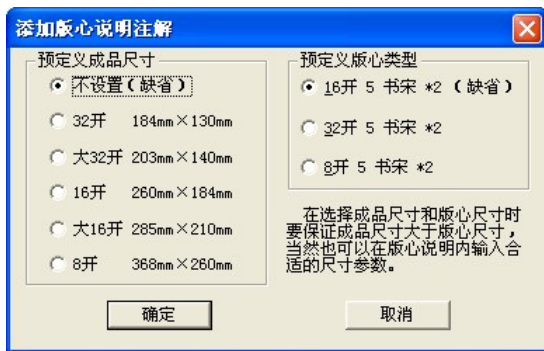 添加版心说明注解
预定义成品尺寸
不设置(缺省)
32开 184mm×130mm
大32开 203mm×140mm
16开 260mm×184mm
大16开 285mm×210mm
8开 368mm×260mm
预定义版心类型
16开 5 书宋 *2 (缺省)
32开 5 书宋 *2
8开 5 书宋 *2
在选择成品尺寸和版心尺寸时
要保证成品尺寸大于版心尺寸,
当然也可以在版心说明内输入合
适的尺寸参数。
确定
取消